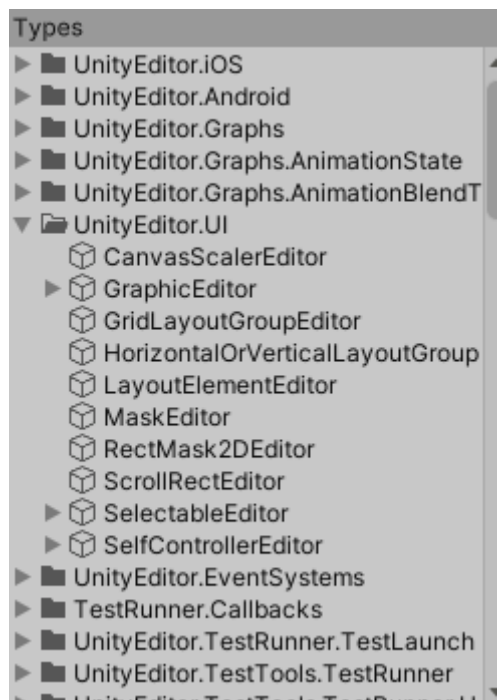 Types
UnityEditor.iOS
UnityEditor.Android
UnityEditor.Graphs
UnityEditor.Graphs.AnimationState
UnityEditor.Graphs.AnimationBlendT
UnityEditor.UI
CanvasScalerEditor
GraphicEditor
GridLayoutGroupEditor
HorizontalOrVerticalLayoutGroup
LayoutElementEditor
MaskEditor
RectMask2DEditor
ScrollRectEditor
SelectableEditor
SelfControllerEditor
UnityEditor.EventSystems
TestRunner.Callbacks
UnityEditor.TestRunner.TestLaunch
UnityEditor.TestTools.TestRunner